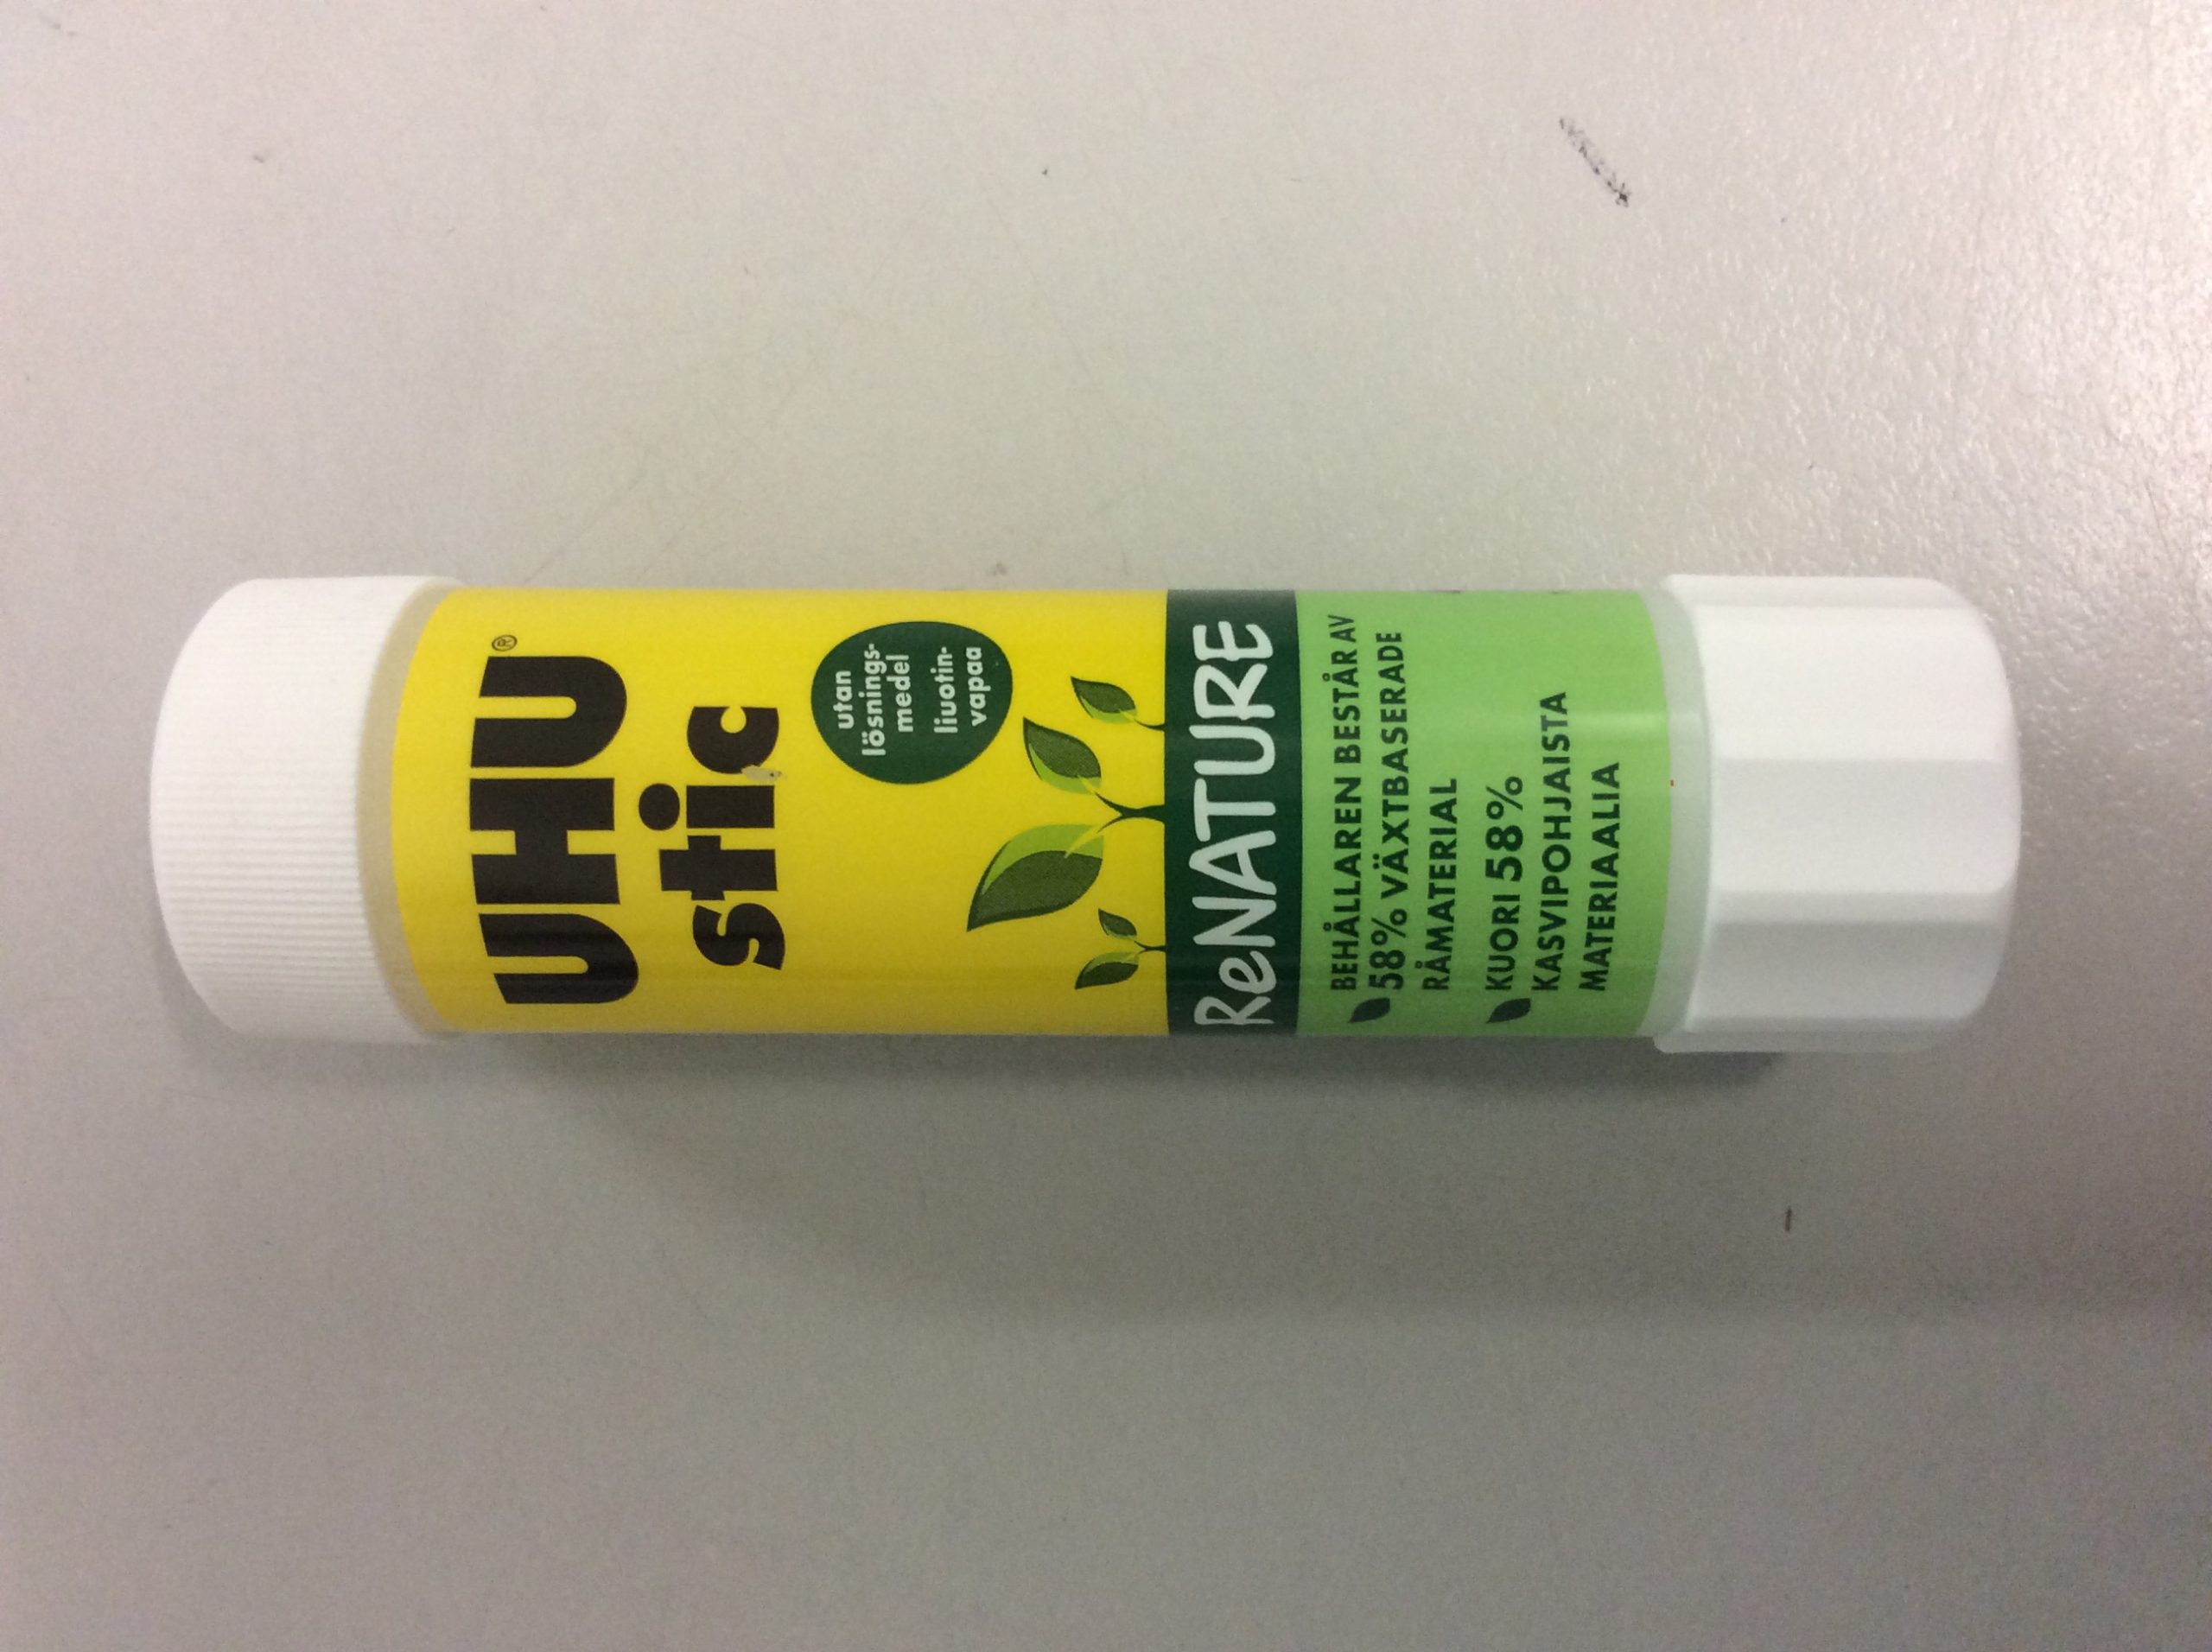 UHU®
stic
utan
lösnings-
medel
liuotin-
vapaa
ReNATURE
BEHÅLLAREN BESTÅR AV
58% VÄXTBASERADE
RÅMATERIAL
KUORI 58%
KASVIPOHJAISTA
MATERIAALIA